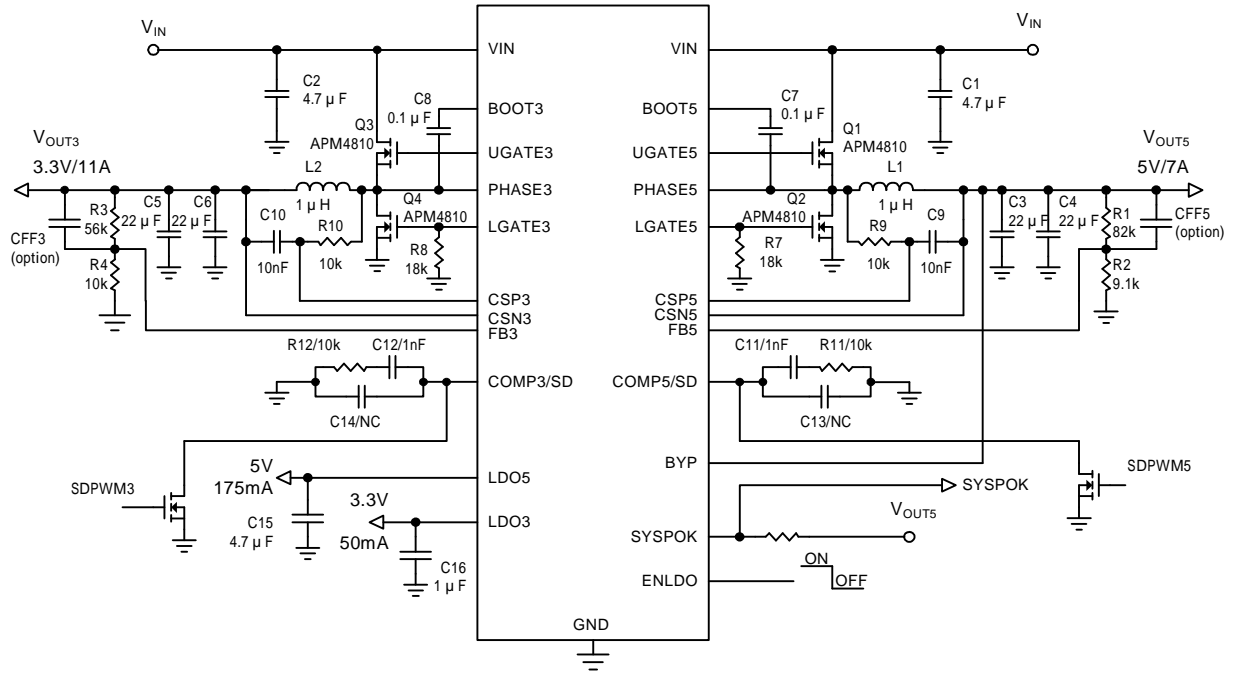 VIN
VIN
VIN
VIN
C2
4.7 µF
C8
0.1 µF
BOOT3
BOOT5
C7
0.1 µF
C1
4.7 µF
Q3
APM4810
UGATE3
UGATE5
Q1
APM4810
VOUT3
3.3V/11A
VOUT5
5V/7A
L2
1 µH
PHASE3
PHASE5
L1
1 µH
CFF3
(option)
R3
56k
C5
22 µF
C6
22 µF
C10
10nF
R10
10k
Q4
APM4810
LGATE3
R8
18k
LGATE5
R7
18k
Q2
APM4810
R9
10k
C9
10nF
C3
22 µF
C4
22 µF
R1
82k
CFF5
(option)
R4
10k
R2
9.1k
CSP3
CSN3
FB3
CSP5
CSN5
FB5
R12/10k
C12/1nF
C14/NC
COMP3/SD
COMP5/SD
C11/1nF
R11/10k
C13/NC
SDPWM3
5V
175mA
LDO5
C15
4.7 µF
3.3V
50mA
LDO3
C16
1 µF
BYP
SDPWM5
SYSPOK
VOUT5
SYSPOK
ENLDO
ON
OFF
GND